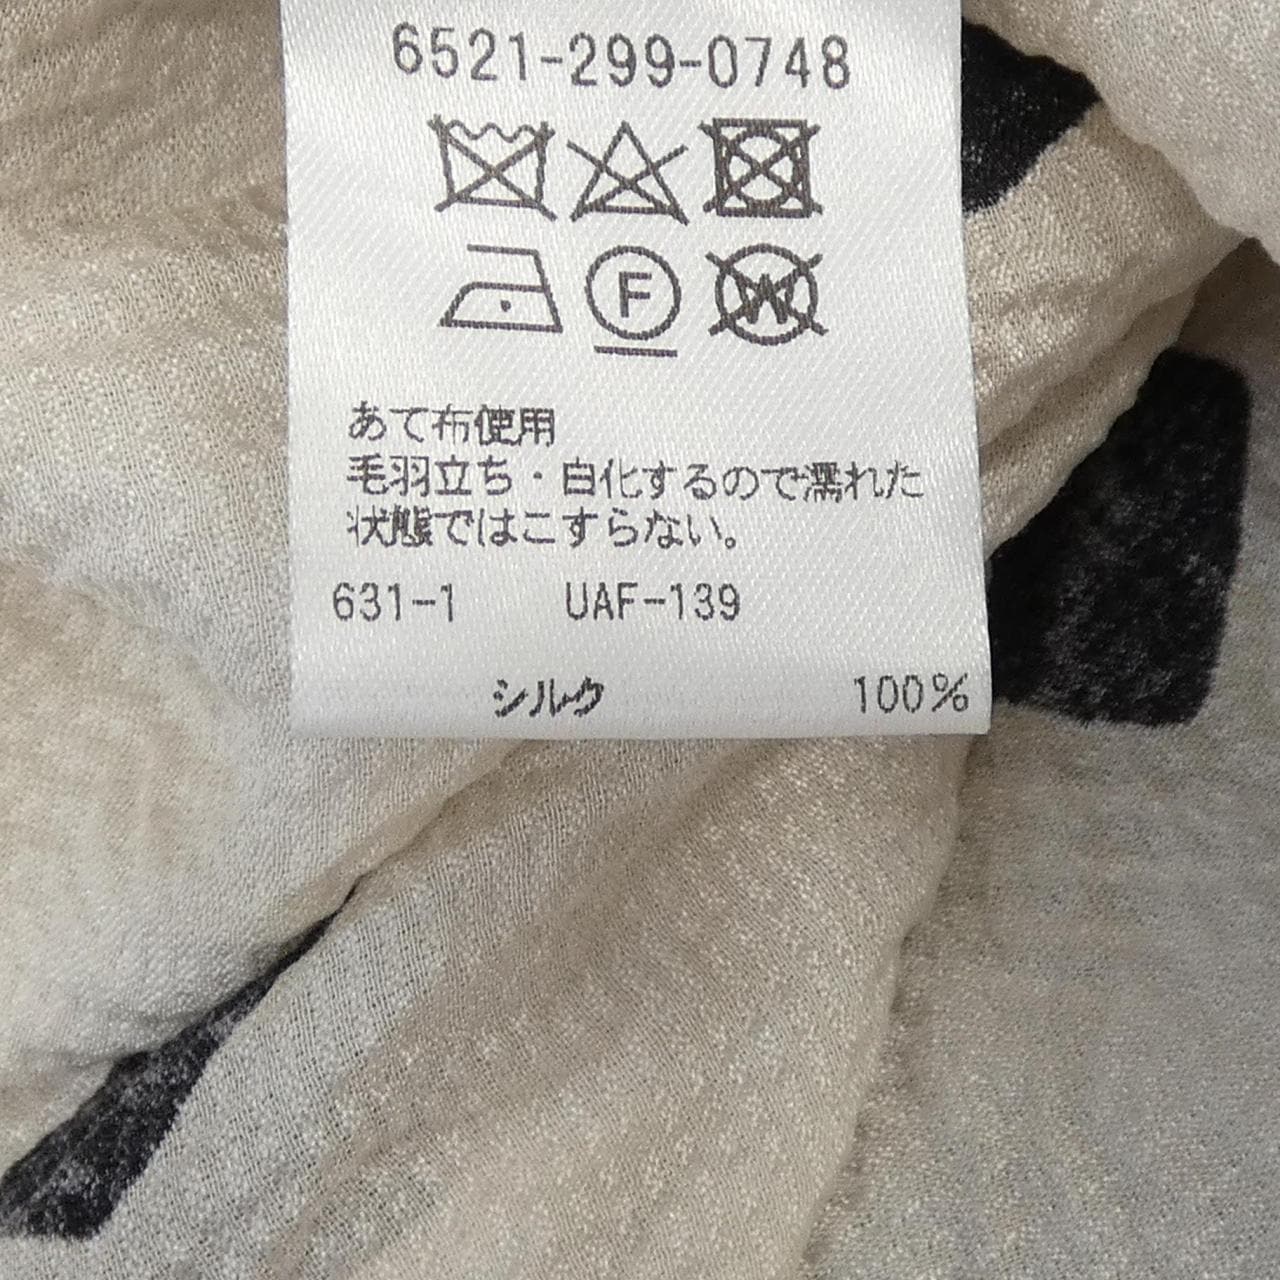 6521-299-0748
F W
あて布使用
毛羽立ち・白化するので濡れた
状態ではこすらない。
631-1 UAF-139
シルク 100%